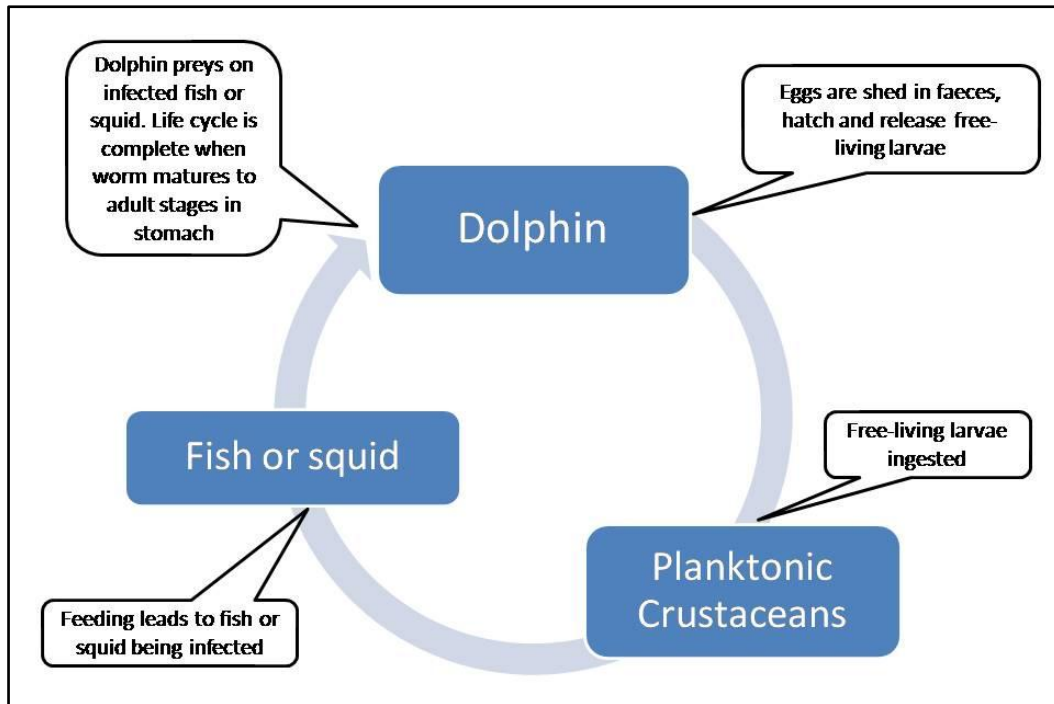 Dolphin preys on
infected fish or
squid. Life cycle is
complete when
worm matures to
adult stages in
stomach
Eggs are shed in faeces,
hatch and release free-
living larvae
Dolphin
Free-living larvae
ingested
Fish or squid
Planktonic
Crustaceans
Feeding leads to fish or
squid being infected